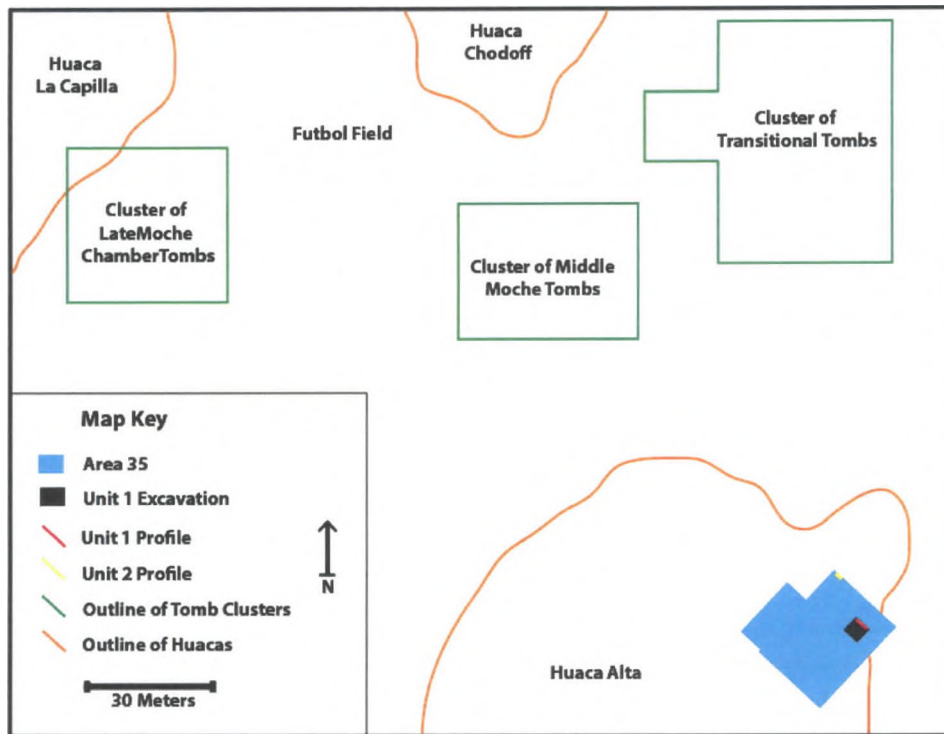 Huaca
La Capilla
Huaca
Chodoff
Futbol Field
Cluster of
Transitional Tombs
Cluster of
LateMoche
ChamberTombs
Cluster of Middle
Moche Tombs
Map Key
Area 35
Unit 1 Excavation
Unit 1 Profile
Unit 2 Profile
Outline of Tomb Clusters
Outline of Huacas
N
30 Meters
Huaca Alta